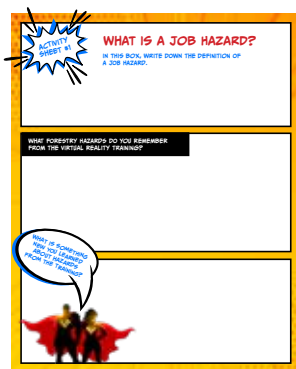 ACTIVITY
SHEET #1
WHAT IS A JOB HAZARD?
IN THIS BOX, WRITE DOWN THE DEFINITION OF
A JOB HAZARD.
WHAT FORESTRY HAZARDS DO YOU REMEMBER
FROM THE VIRTUAL REALITY TRAINING?
WHAT IS SOMETHING
NEW YOU LEARNED
ABOUT HAZARDS
FROM THE TRAINING?